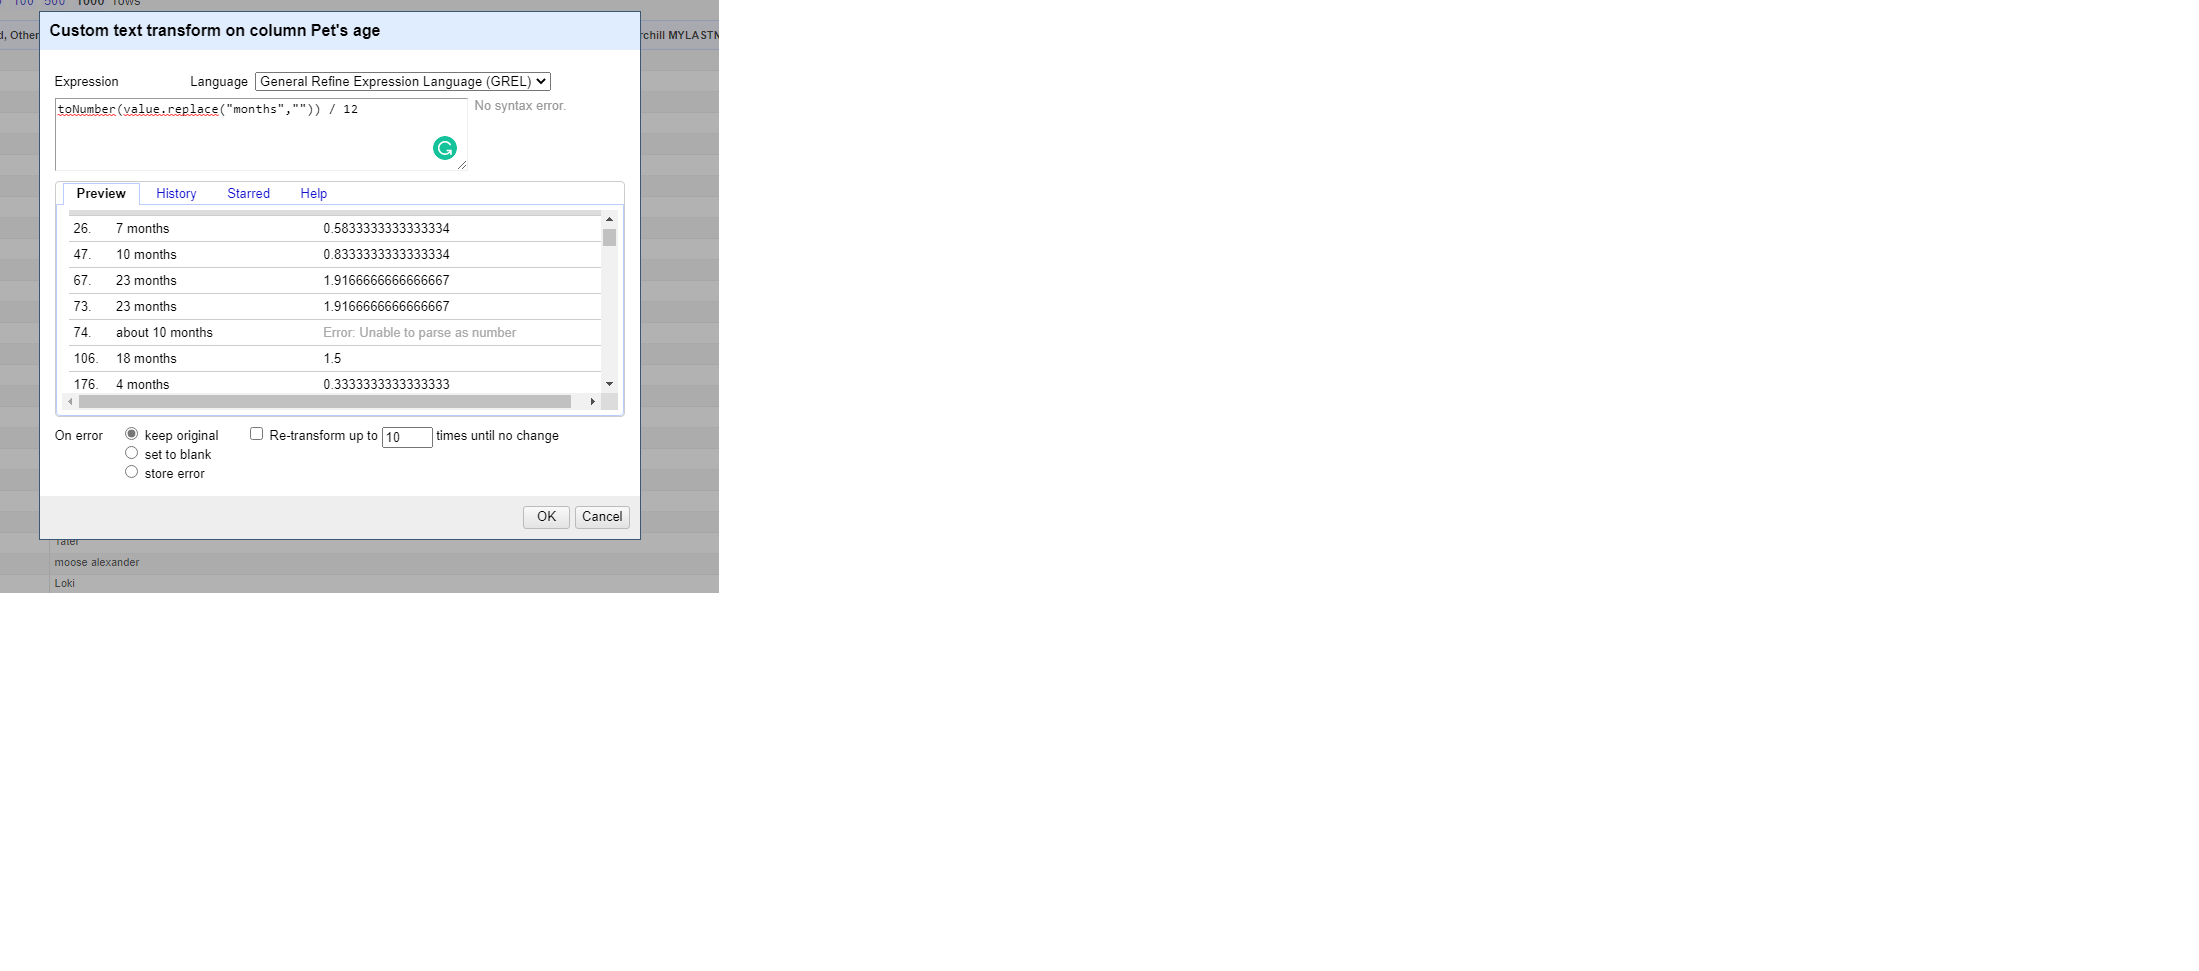 100 500 1000 rows
Custom text transform on column Pet's age
d, Other
rchill MYLASTN
Expression Language General Refine Expression Language (GREL)
toNumber(value.replace("months","")) / 12
No syntax error.
Preview History Starred Help
26. 7 months 0.5833333333333334
47. 10 months 0.8333333333333334
67. 23 months 1.9166666666666667
73. 23 months 1.9166666666666667
74. about 10 months Error: Unable to parse as number
106. 18 months 1.5
176. 4 months 0.3333333333333333
On error keep original Re-transform up to 10 times until no change
set to blank
store error
OK Cancel
Tater
moose alexander
Loki